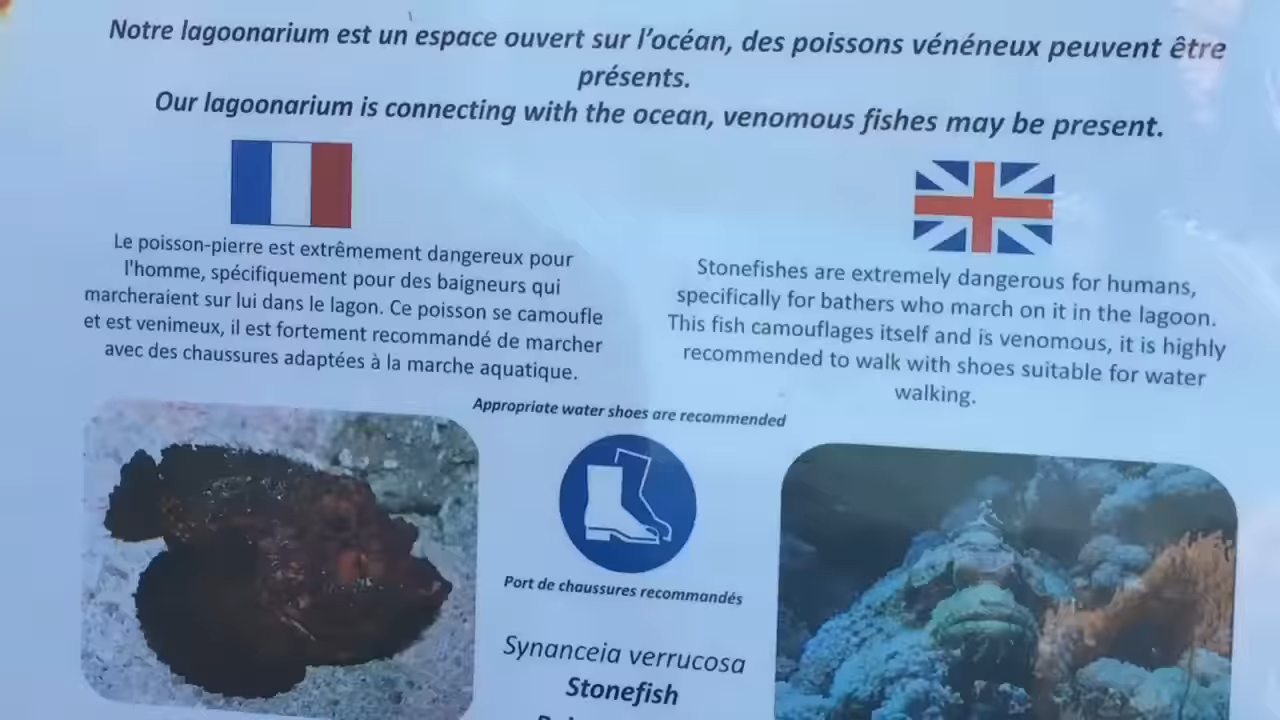 Notre lagoonarium est un espace ouvert sur l'océan, des poissons vénéneux peuvent être
présents.
Our lagoonarium is connecting with the ocean, venomous fishes may be present.
Le poisson-pierre est extrêmement dangereux pour
l'homme, spécifiquement pour des baigneurs qui
marcheraient sur lui dans le lagon. Ce poisson se camoufle
et est venimeux, il est fortement recommandé de marcher
avec des chaussures adaptées à la marche aquatique.
Stonefishes are extremely dangerous for humans,
specifically for bathers who march on it in the lagoon.
This fish camouflages itself and is venomous, it is highly
recommended to walk with shoes suitable for water
walking.
Appropriate water shoes are recommended
Port de chaussures recommandés
Synanceia verrucosa
Stonefish